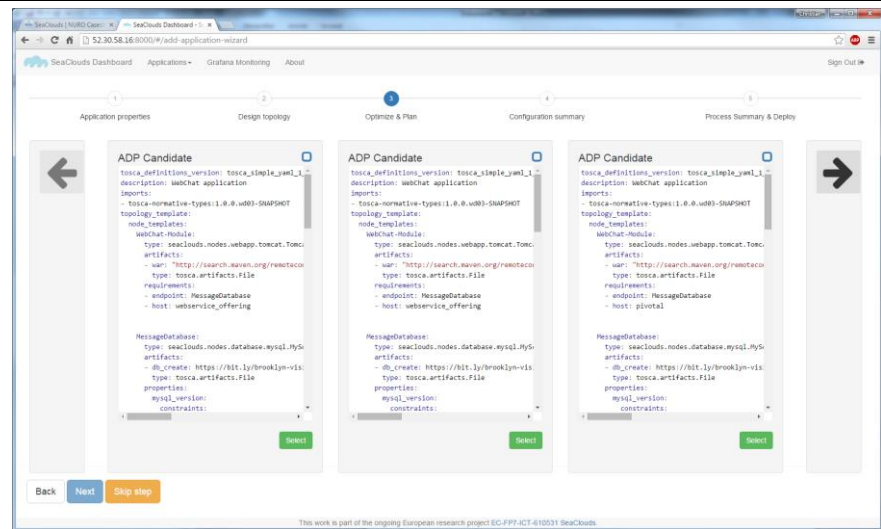 SeaClouds | NURO Casest
SeaClouds Dashboard - S
52.30.58.16:8000/#/add-application-wizard
SeaClouds Dashboard Applications Grafana Monitoring About Sign Out
1 2 3 4 5
Application properties Design topology Optimize & Plan Configuration summary Process Summary & Deploy
ADP Candidate
tosca_definitions_version: tosca_simple_yaml_1_
description: WebChat application
imports:
- tosca-normative-types:1.0.0.wd03-SNAPSHOT
topology_template:
node_templates:
WebChat-Module:
type: seaclouds.nodes.webapp.tomcat.Tomca
artifacts:
- war: "http://search.maven.org/remotecon
type: tosca.artifacts.File
requirements:
- endpoint: MessageDatabase
- host: webservice_offering
MessageDatabase:
type: seaclouds.nodes.database.mysql.MySq
artifacts:
- db_create: https://bit.ly/brooklyn-vis
type: tosca.artifacts.File
properties:
mysql_version:
constraints:
Select
ADP Candidate
tosca_definitions_version: tosca_simple_yaml_1_
description: WebChat application
imports:
- tosca-normative-types:1.0.0.wd03-SNAPSHOT
topology_template:
node_templates:
WebChat-Module:
type: seaclouds.nodes.webapp.tomcat.Tomca
artifacts:
- war: "http://search.maven.org/remotecon
type: tosca.artifacts.File
requirements:
- endpoint: MessageDatabase
- host: webservice_offering
MessageDatabase:
type: seaclouds.nodes.database.mysql.MySq
artifacts:
- db_create: https://bit.ly/brooklyn-vis
type: tosca.artifacts.File
properties:
mysql_version:
constraints:
Select
ADP Candidate
tosca_definitions_version: tosca_simple_yaml_1_
description: WebChat application
imports:
- tosca-normative-types:1.0.0.wd03-SNAPSHOT
topology_template:
node_templates:
WebChat-Module:
type: seaclouds.nodes.webapp.tomcat.Tomca
artifacts:
- war: "http://search.maven.org/remotecon
type: tosca.artifacts.File
requirements:
- endpoint: MessageDatabase
- host: pivotal
MessageDatabase:
type: seaclouds.nodes.database.mysql.MySq
artifacts:
- db_create: https://bit.ly/brooklyn-vis
type: tosca.artifacts.File
properties:
mysql_version:
constraints:
Select
Back Next Skip step
This work is part of the ongoing European research project EC-FP7-ICT-610531 SeaClouds.